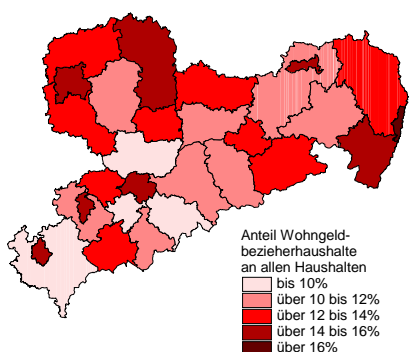 Anteil Wohngeld-
bezieherhaushalte
an allen Haushalten
bis 10%
über 10 bis 12%
über 12 bis 14%
über 14 bis 16%
über 16%